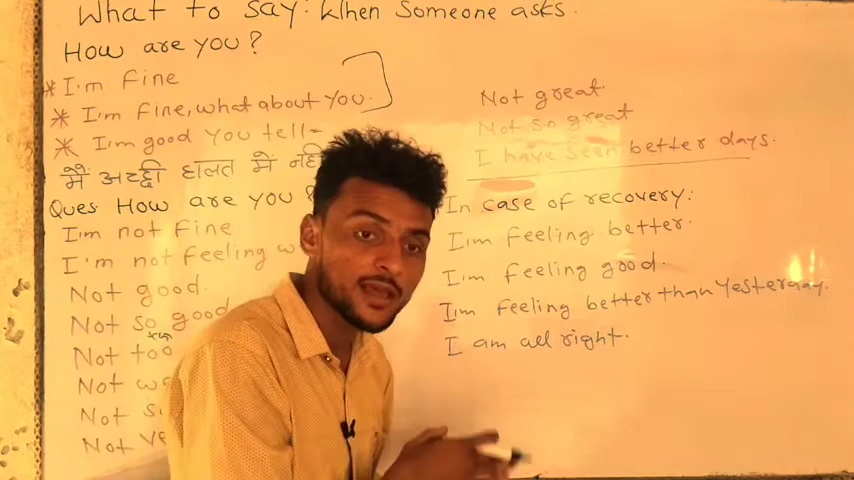 What to say: When Someone asks.
How are you?
* I'm fine
* I'm fine, what about you.
* I'm good you tell-
मैं अच्छी हालत में
Ques How are you
I'm not fine
I'm not feeling
Not good.
Not so good
Not too
Not
Not
Not
Not great.
Not so great
I have seen better days.
In case of recovery:
I'm feeling better.
I'm feeling good.
I'm feeling better than yesterday.
I am all right.